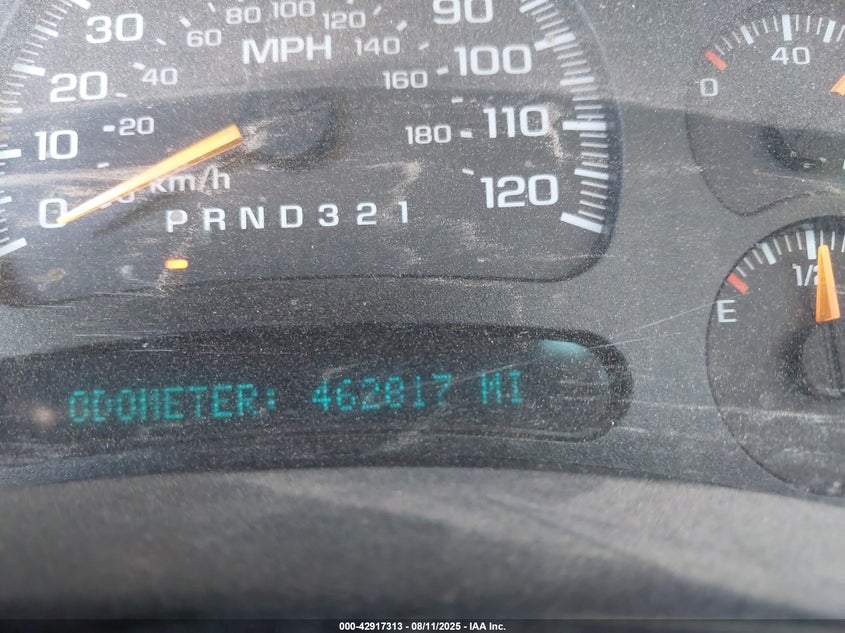 30 60 80 100 120 90
MPH 140 100
20 40 160
10 20 180 110
0 km/h 120
PRND321
0 40
1/2
E
ODOMETER: 462817 MI
000-42917313 - 08/11/2025 - IAA Inc.